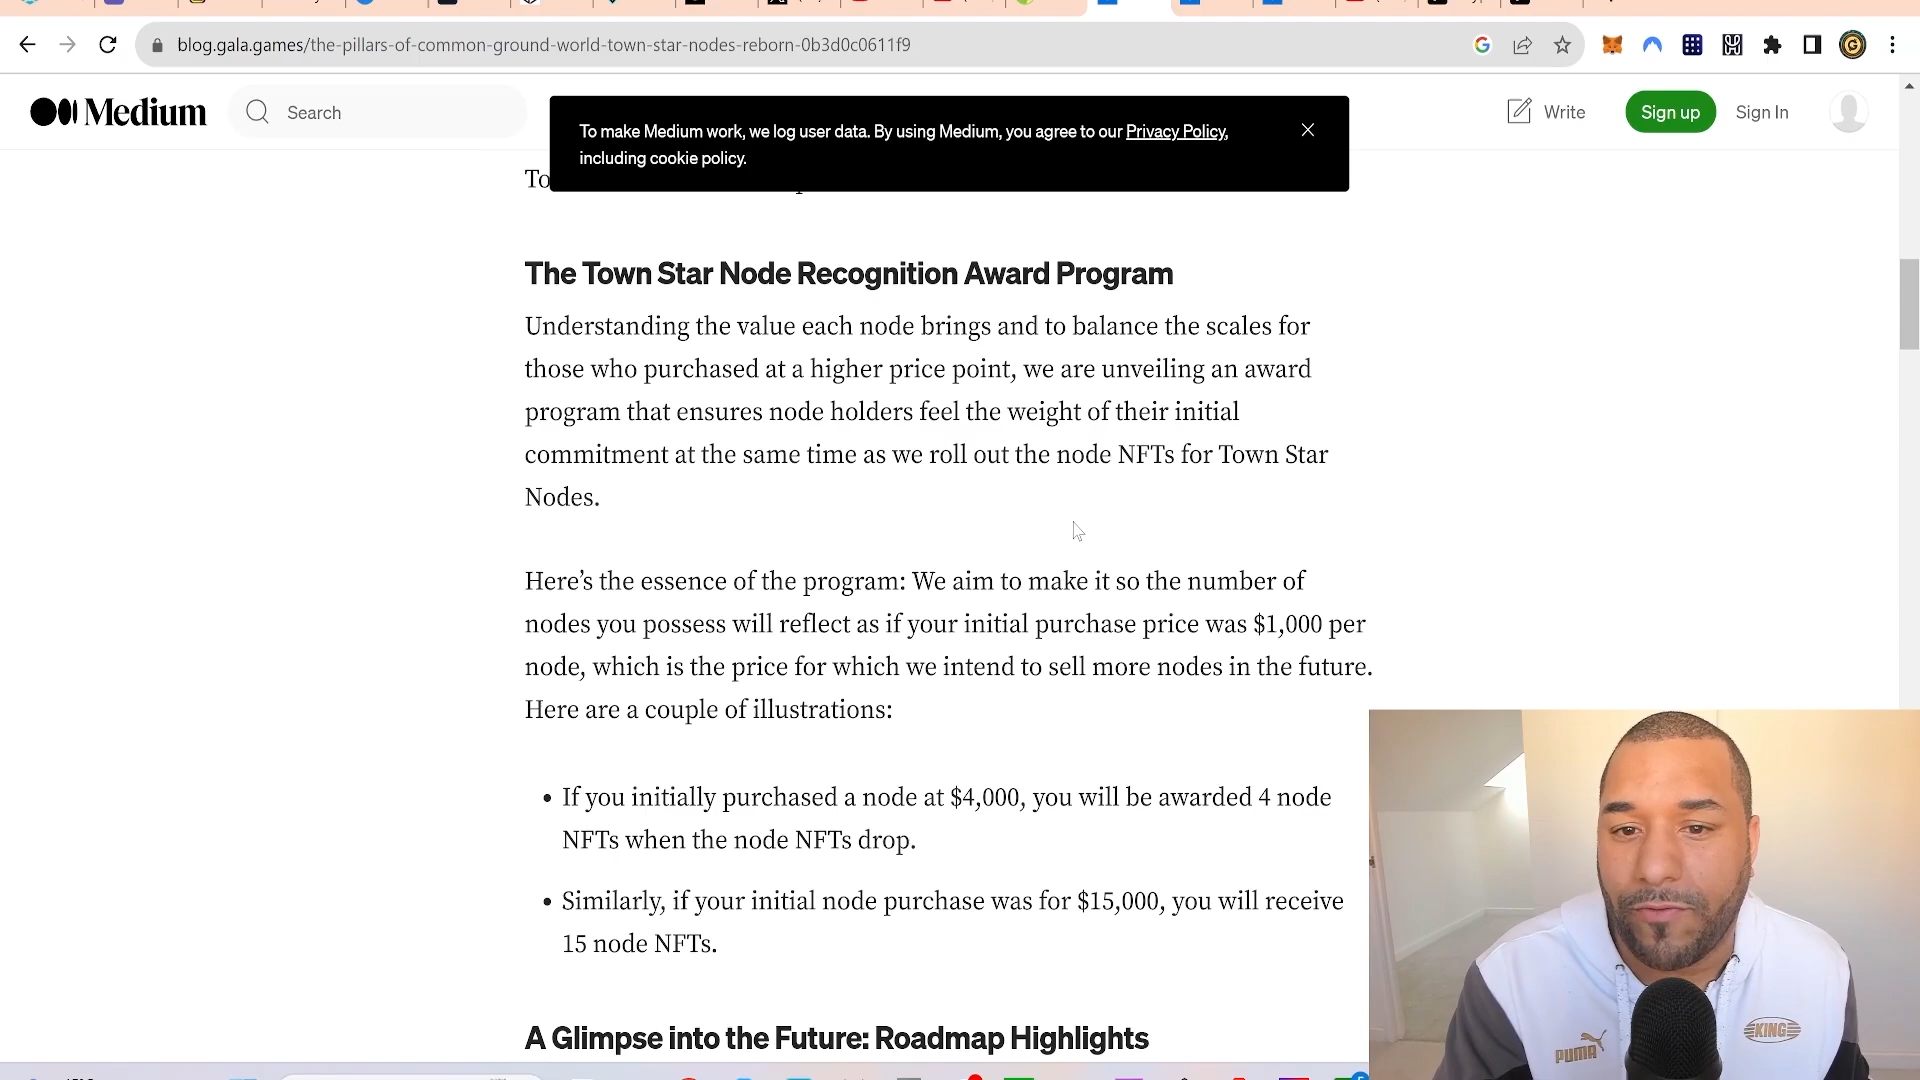 blog.gala.games/the-pillars-of-common-ground-world-town-star-nodes-reborn-0b3d0c0611f9
Medium
Search
To make Medium work, we log user data. By using Medium, you agree to our Privacy Policy,
including cookie policy.
Write
Sign up
Sign In
To
The Town Star Node Recognition Award Program
Understanding the value each node brings and to balance the scales for
those who purchased at a higher price point, we are unveiling an award
program that ensures node holders feel the weight of their initial
commitment at the same time as we roll out the node NFTs for Town Star
Nodes.
Here’s the essence of the program: We aim to make it so the number of
nodes you possess will reflect as if your initial purchase price was $1,000 per
node, which is the price for which we intend to sell more nodes in the future.
Here are a couple of illustrations:
• If you initially purchased a node at $4,000, you will be awarded 4 node
NFTs when the node NFTs drop.
• Similarly, if your initial node purchase was for $15,000, you will receive
15 node NFTs.
A Glimpse into the Future: Roadmap Highlights
PUMA
KING